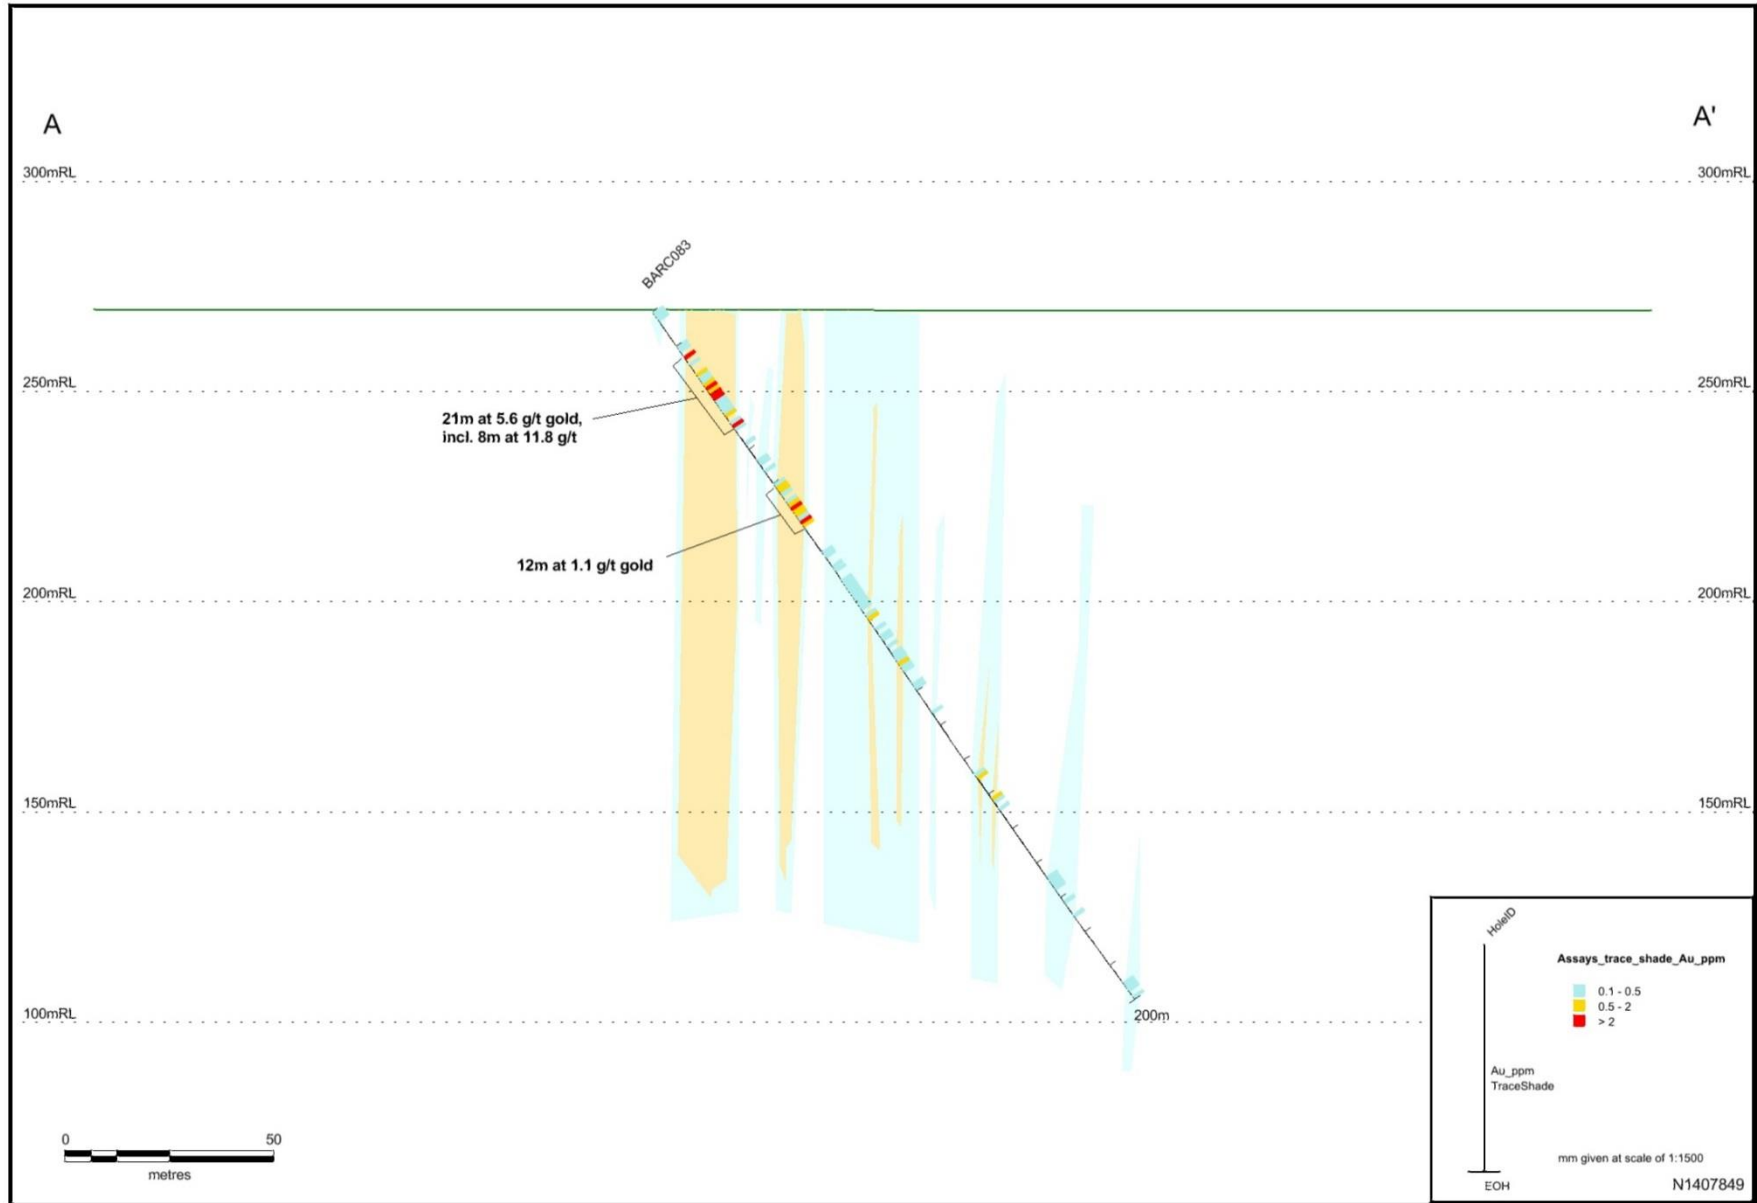 A
A'
300mRL
300mRL
BARC083
250mRL
250mRL
21m at 5.6 g/t gold,
incl. 8m at 11.8 g/t
12m at 1.1 g/t gold
200mRL
200mRL
150mRL
150mRL
100mRL
200m
HoleID
Assays_trace_shade_Au_ppm
0.1 - 0.5
0.5 - 2
> 2
Au_ppm
TraceShade
0
50
metres
mm given at scale of 1:1500
EOH
N1407849